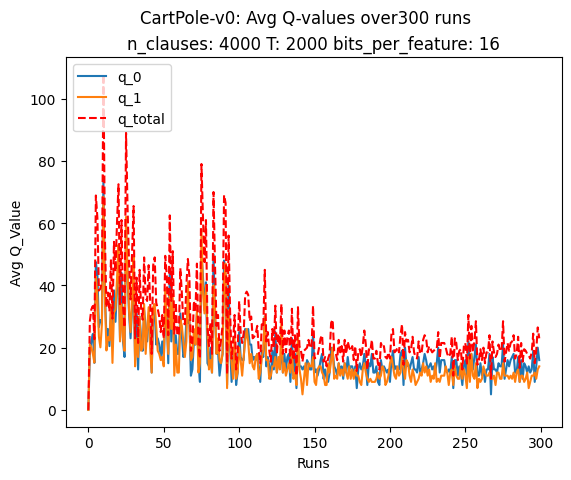 CartPole-v0: Avg Q-values over300 runs
n_clauses: 4000 T: 2000 bits_per_feature: 16
q_0
q_1
q_total
Avg Q_Value
100
80
60
40
20
0
0
50
100
150
200
250
300
Runs